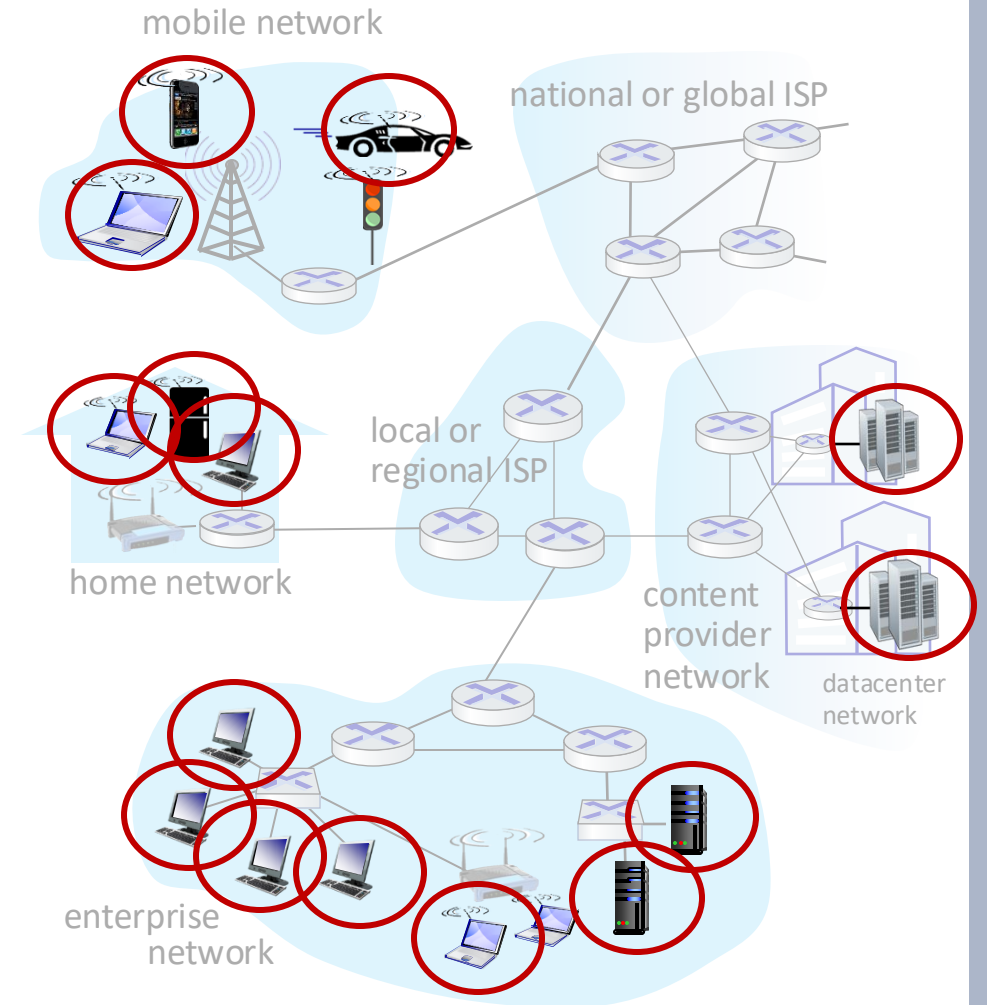 mobile network
national or global ISP
local or
regional ISP
home network
content
provider
network
datacenter
network
enterprise
network